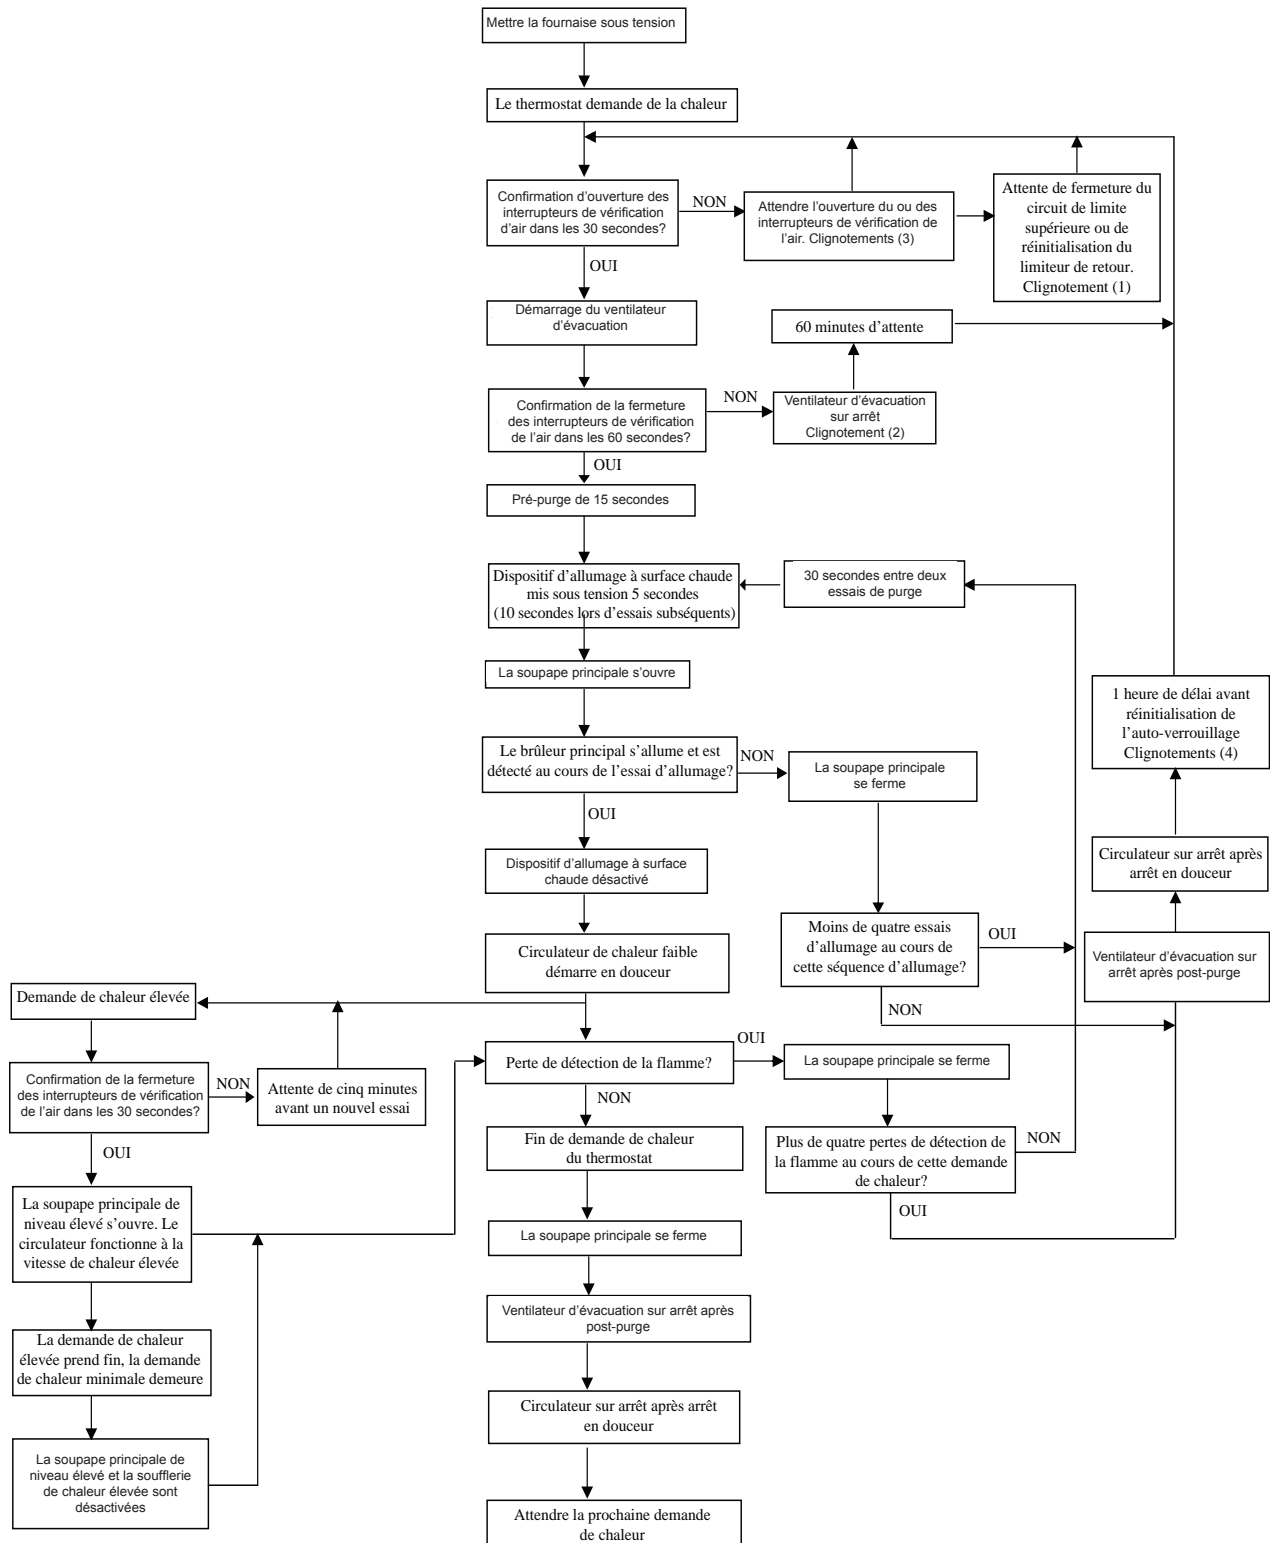 Mettre la fournaise sous tension
Le thermostat demande de la chaleur
Confirmation d'ouverture des
interrupteurs de vérification
d'air dans les 30 secondes?
NON
Attendre l'ouverture du ou des
interrupteurs de vérification de
l'air. Clignotements (3)
Attente de fermeture du
circuit de limite
supérieure ou de
réinitialisation du
limiteur de retour.
Clignotement (1)
OUI
Démarrage du ventilateur
d'évacuation
60 minutes d'attente
Confirmation de la fermeture
des interrupteurs de vérification
de l'air dans les 60 secondes?
NON
Ventilateur d'évacuation
sur arrêt
Clignotement (2)
OUI
Pré-purge de 15 secondes
Dispositif d'allumage à surface chaude
mis sous tension 5 secondes
(10 secondes lors d'essais subséquents)
30 secondes entre deux
essais de purge
La soupape principale s'ouvre
1 heure de délai avant
réinitialisation de
l'auto-verrouillage
Clignotements (4)
Le brûleur principal s'allume et est
détecté au cours de l'essai d'allumage?
NON
La soupape principale
se ferme
OUI
Dispositif d'allumage à surface
chaude désactivé
Circulateur sur arrêt après
arrêt en douceur
Circulateur de chaleur faible
démarre en douceur
Moins de quatre essais
d'allumage au cours de
cette séquence d'allumage?
OUI
Ventilateur d'évacuation sur
arrêt après post-purge
NON
Demande de chaleur élevée
Perte de détection de la flamme?
OUI
La soupape principale se ferme
Confirmation de la fermeture
des interrupteurs de vérification
de l'air dans les 30 secondes?
NON
Attente de cinq minutes
avant un nouvel essai
NON
Fin de demande de chaleur
du thermostat
Plus de quatre pertes de détection de
la flamme au cours de cette demande
de chaleur?
NON
OUI
OUI
La soupape principale de
niveau élevé s'ouvre. Le
circulateur fonctionne à la
vitesse de chaleur élevée
La soupape principale se ferme
Ventilateur d'évacuation sur arrêt après
post-purge
La demande de chaleur
élevée prend fin, la demande
de chaleur minimale demeure
Circulateur sur arrêt après arrêt
en douceur
La soupape principale de
niveau élevé et la soufflerie
de chaleur élevée sont
désactivées
Attendre la prochaine demande
de chaleur